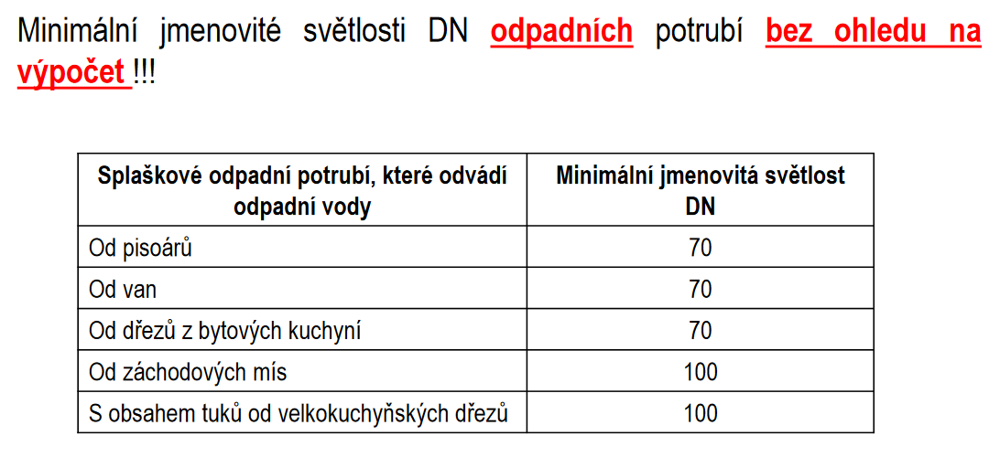 Minimální jmenovité světlosti DN odpadních potrubí bez ohledu na
výpočet !!!
Splaškové odpadní potrubí, které odvádí
odpadní vody
Minimální jmenovitá světlost
DN
Od pisoárů 70
Od van 70
Od dřezů z bytových kuchyní 70
Od záchodových mís 100
S obsahem tuků od velkokuchyňských dřezů 100